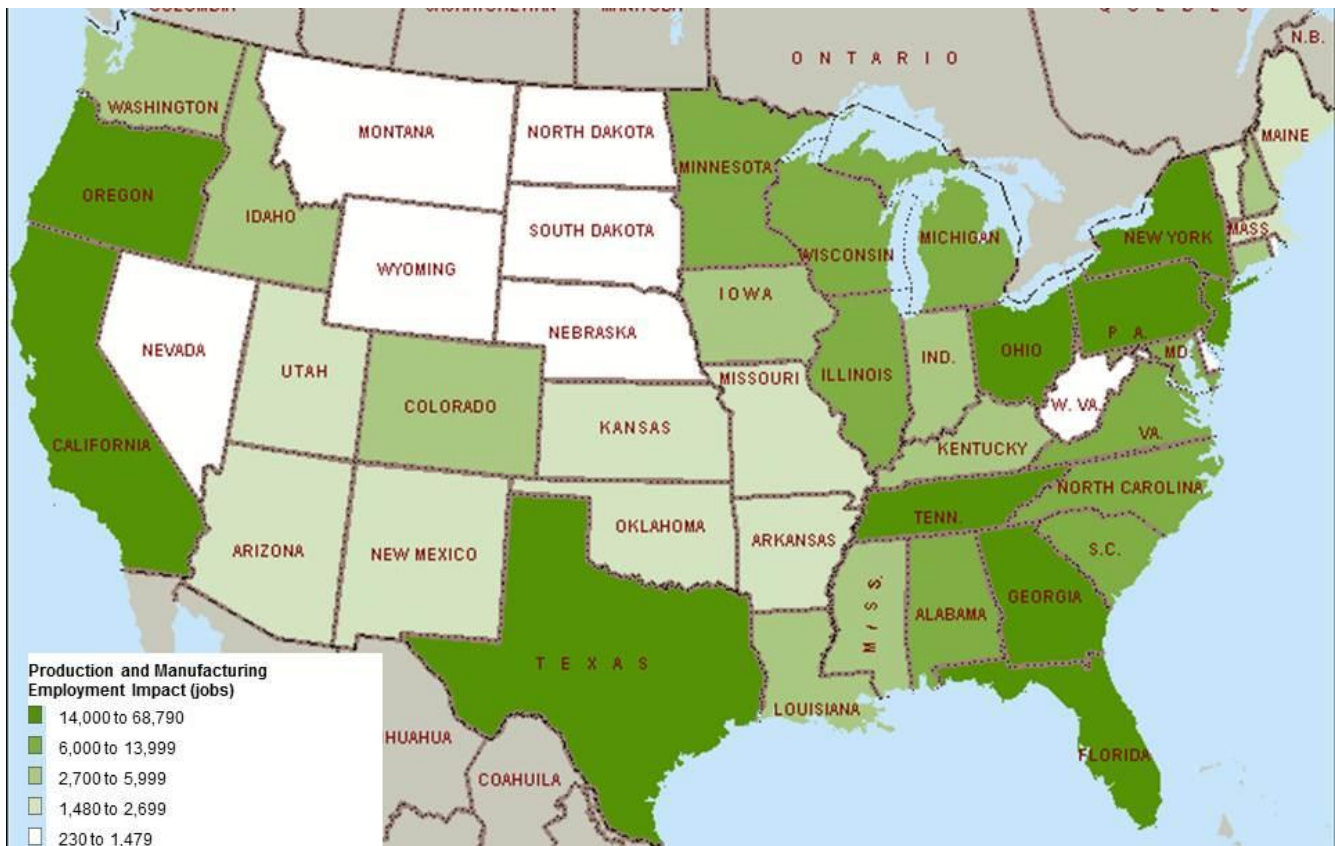 COLUMBIA
SASKATCHEWAN
MANITOBA
QUEBEC
N.B.
ONTARIO
WASHINGTON
MONTANA
NORTH DAKOTA
MINNESOTA
MAINE
OREGON
IDAHO
SOUTH DAKOTA
WISCONSIN
MICHIGAN
NEW YORK
MASS.
WYOMING
IOWA
NEBRASKA
NEVADA
UTAH
MISSOURI
ILLINOIS
IND.
OHIO
P A.
MD
COLORADO
W. VA.
CALIFORNIA
KANSAS
KENTUCKY
VA.
NORTH CAROLINA
ARIZONA
NEW MEXICO
OKLAHOMA
ARKANSAS
TENN.
S.C.
MISS.
ALABAMA
GEORGIA
TEXAS
LOUISIANA
FLORIDA
HUAHUA
COAHUILA
Production and Manufacturing
Employment Impact (jobs)
14,000 to 68,790
6,000 to 13,999
2,700 to 5,999
1,480 to 2,699
230 to 1,479